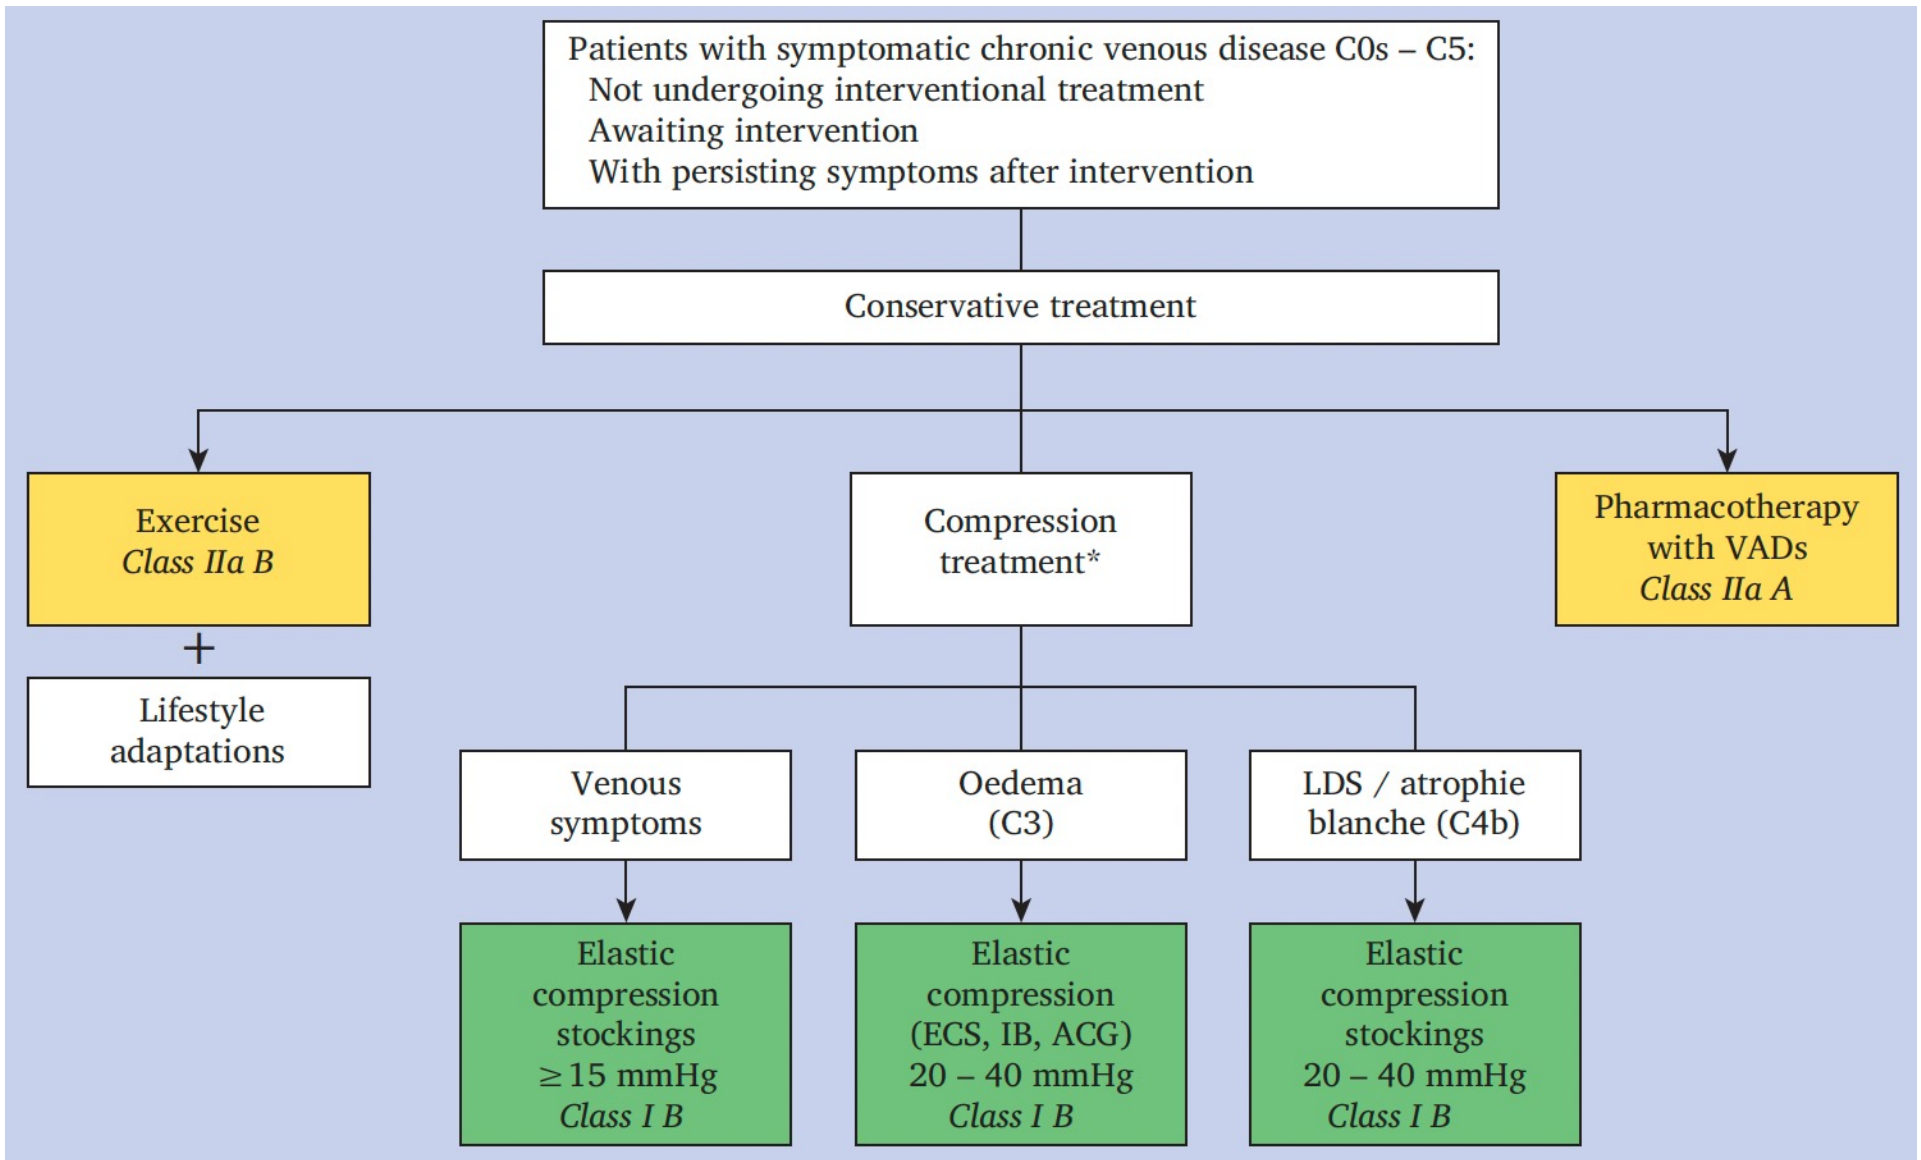 Patients with symptomatic chronic venous disease C0s – C5:
Not undergoing interventional treatment
Awaiting intervention
With persisting symptoms after intervention
Conservative treatment
Exercise
Class IIa B
+
Lifestyle
adaptations
Compression
treatment*
Pharmacotherapy
with VADs
Class IIa A
Venous
symptoms
Oedema
(C3)
LDS / atrophie
blanche (C4b)
Elastic
compression
stockings
≥ 15 mmHg
Class I B
Elastic
compression
(ECS, IB, ACG)
20 – 40 mmHg
Class I B
Elastic
compression
stockings
20 – 40 mmHg
Class I B